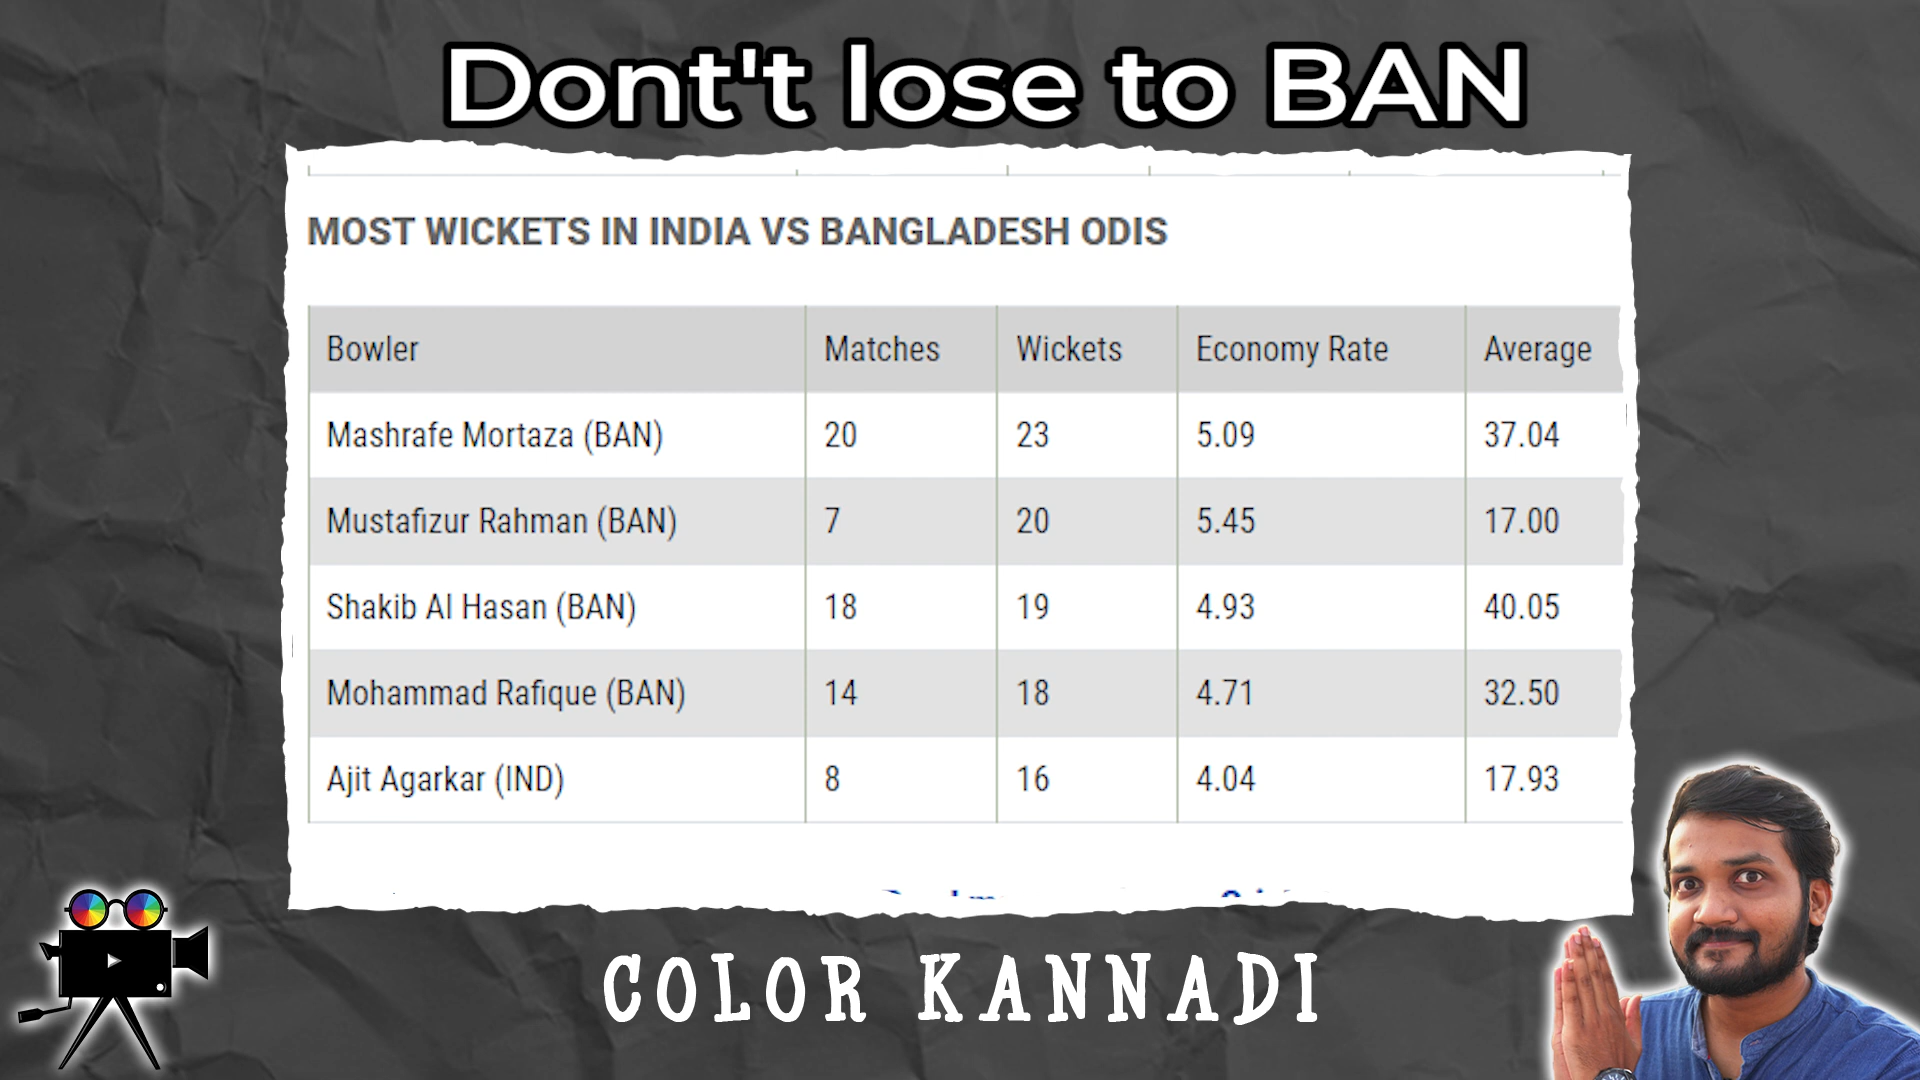 Dont't lose to BAN
MOST WICKETS IN INDIA VS BANGLADESH ODIS
Bowler Matches Wickets Economy Rate Average
Mashrafe Mortaza (BAN) 20 23 5.09 37.04
Mustafizur Rahman (BAN) 7 20 5.45 17.00
Shakib Al Hasan (BAN) 18 19 4.93 40.05
Mohammad Rafique (BAN) 14 18 4.71 32.50
Ajit Agarkar (IND) 8 16 4.04 17.93
COLOR KANNADI